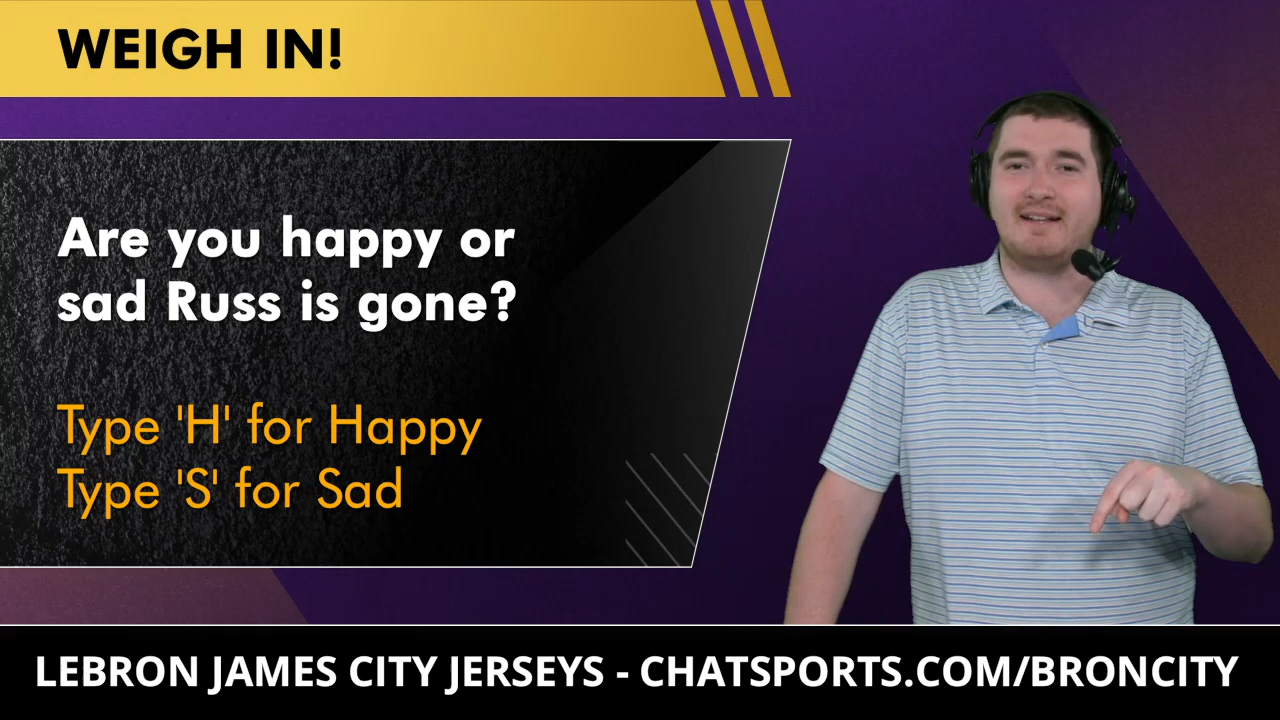 WEIGH IN!
Are you happy or
sad Russ is gone?
Type 'H' for Happy
Type 'S' for Sad
LEBRON JAMES CITY JERSEYS - CHATSPORTS.COM/BRONCITY